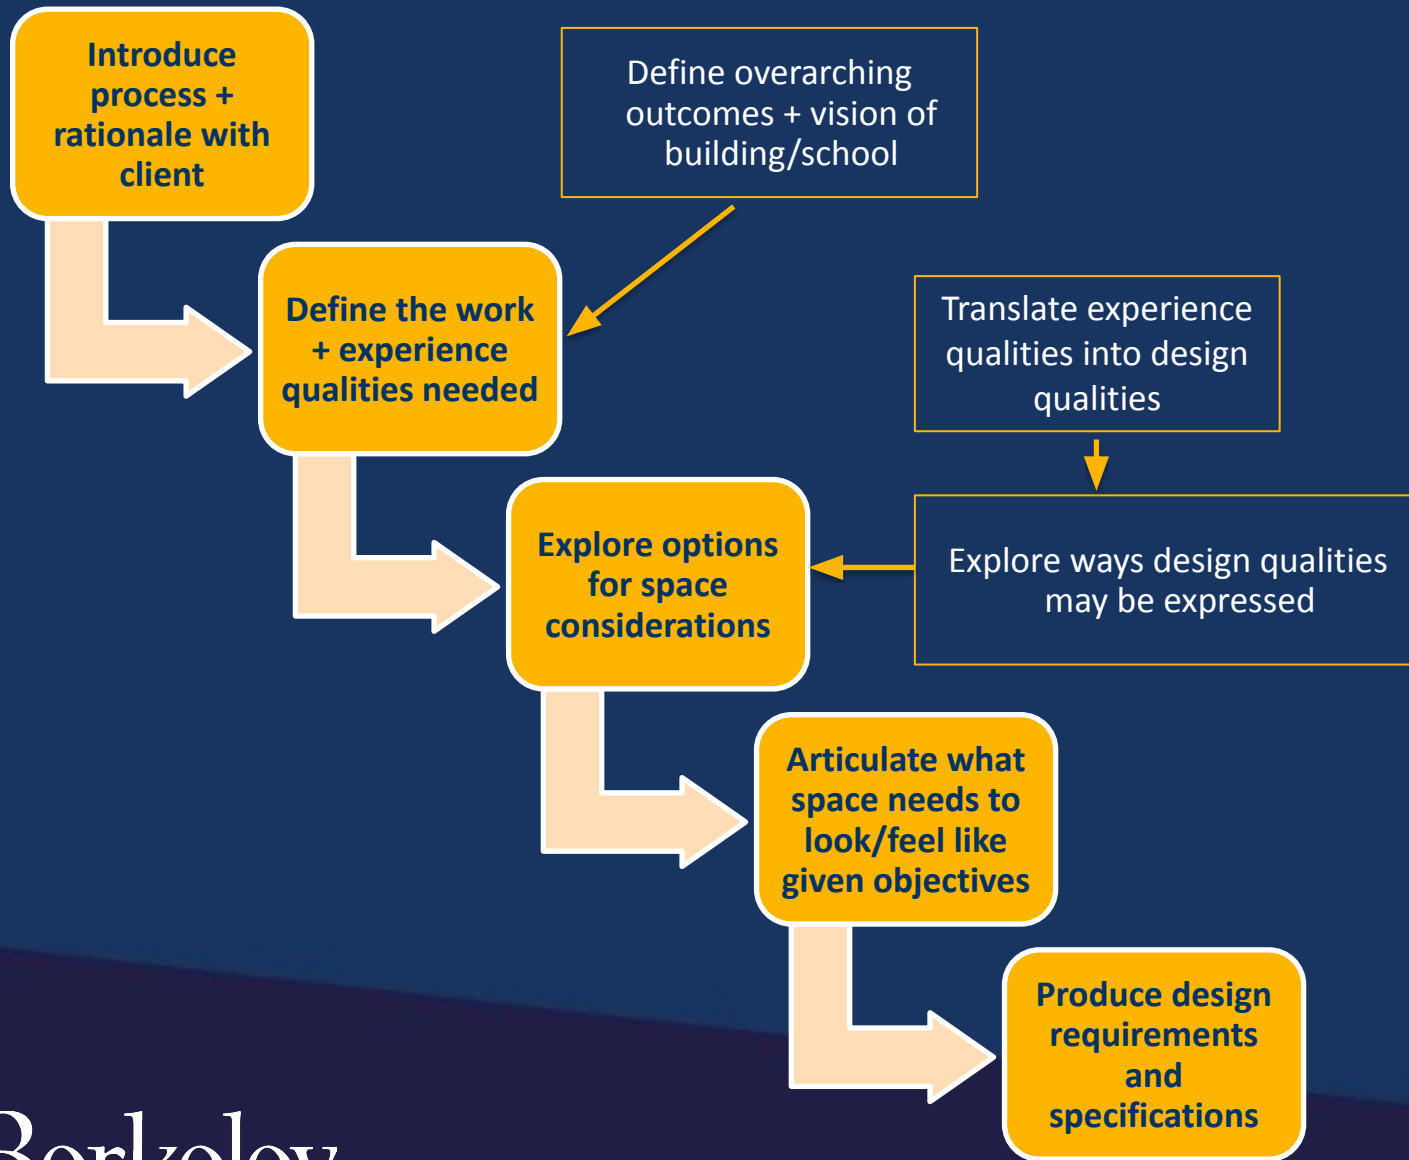 Introduce
process +
rationale with
client
Define overarching
outcomes + vision of
building/school
Define the work
+ experience
qualities needed
Translate experience
qualities into design
qualities
Explore options
for space
considerations
Explore ways design qualities
may be expressed
Articulate what
space needs to
look/feel like
given objectives
Produce design
requirements
and
specifications
Berkeley